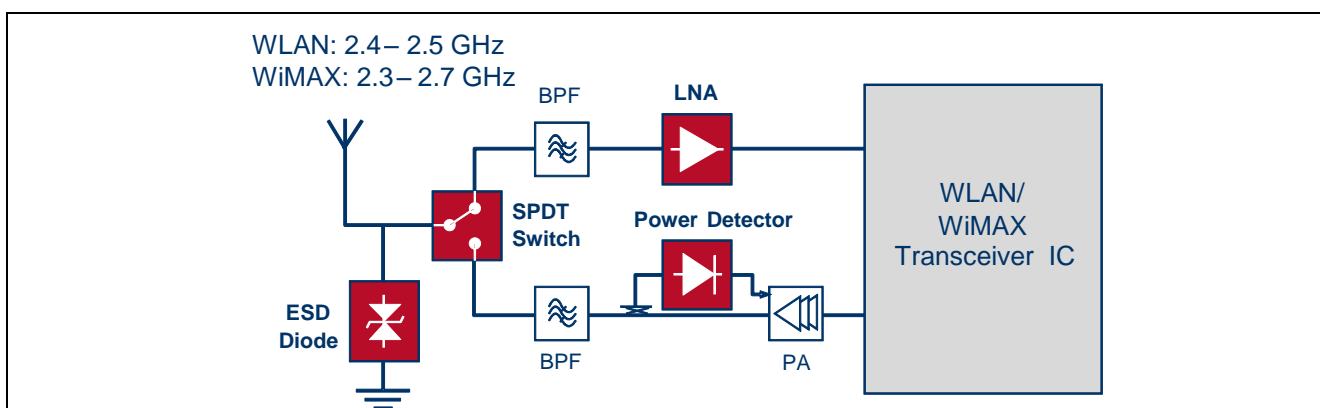 WLAN: 2.4– 2.5 GHz
WiMAX: 2.3– 2.7 GHz
BPF
LNA
SPDT
Switch
Power Detector
WLAN/
WiMAX
Transceiver IC
ESD
Diode
BPF
PA